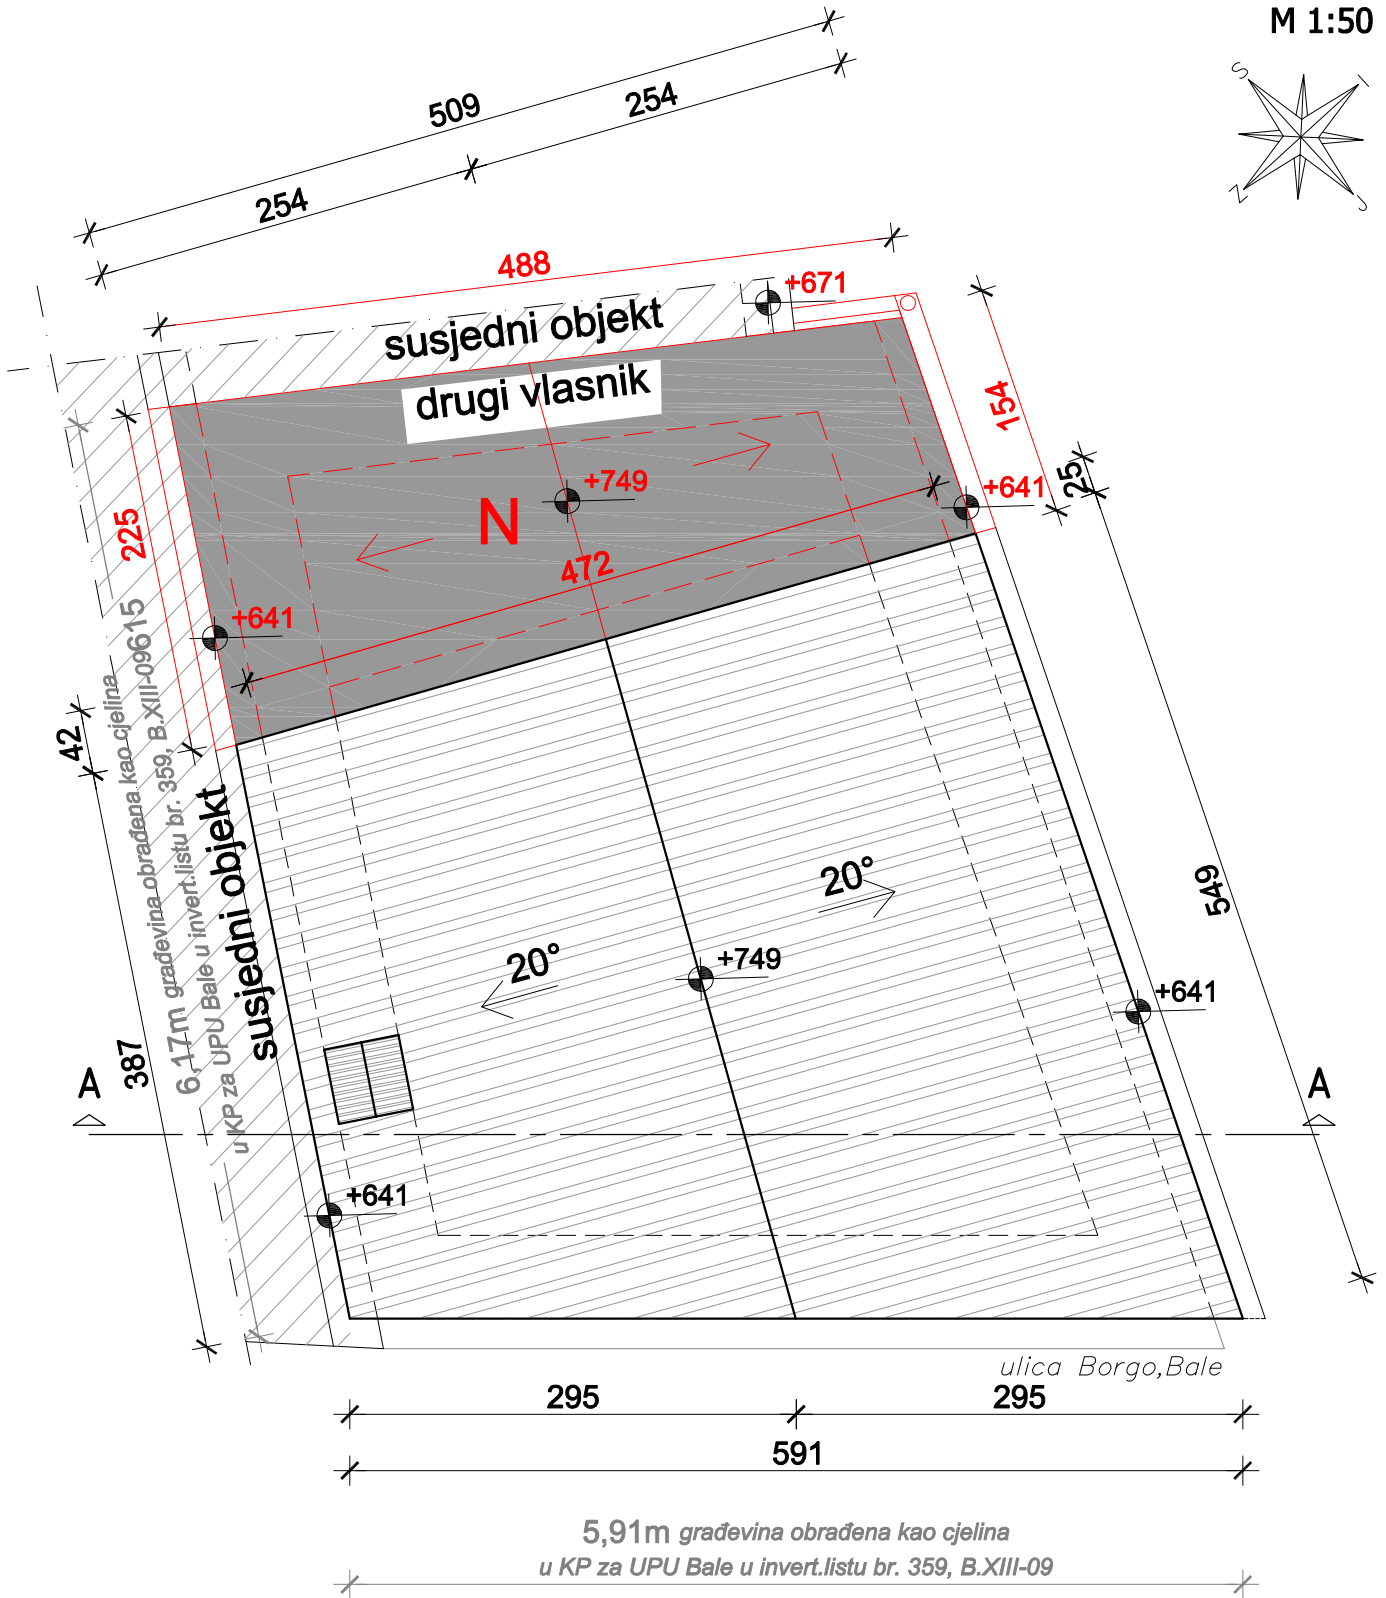 M 1:50
S
I
Z
J
509
254
254
488
+671
susjedni objekt
drugi vlasnik
154
25
225
+749
+641
N
472
+641
42
615
6,17m građevina obrađena kao cjelina
u KP za UPU Bale u invert.listu br. 359, B.XIII-09
susjedni objekt
549
20°
20°
+749
+641
387
A
A
+641
ulica Borgo,Bale
295
295
591
5,91m građevina obrađena kao cjelina
u KP za UPU Bale u invert.listu br. 359, B.XIII-09